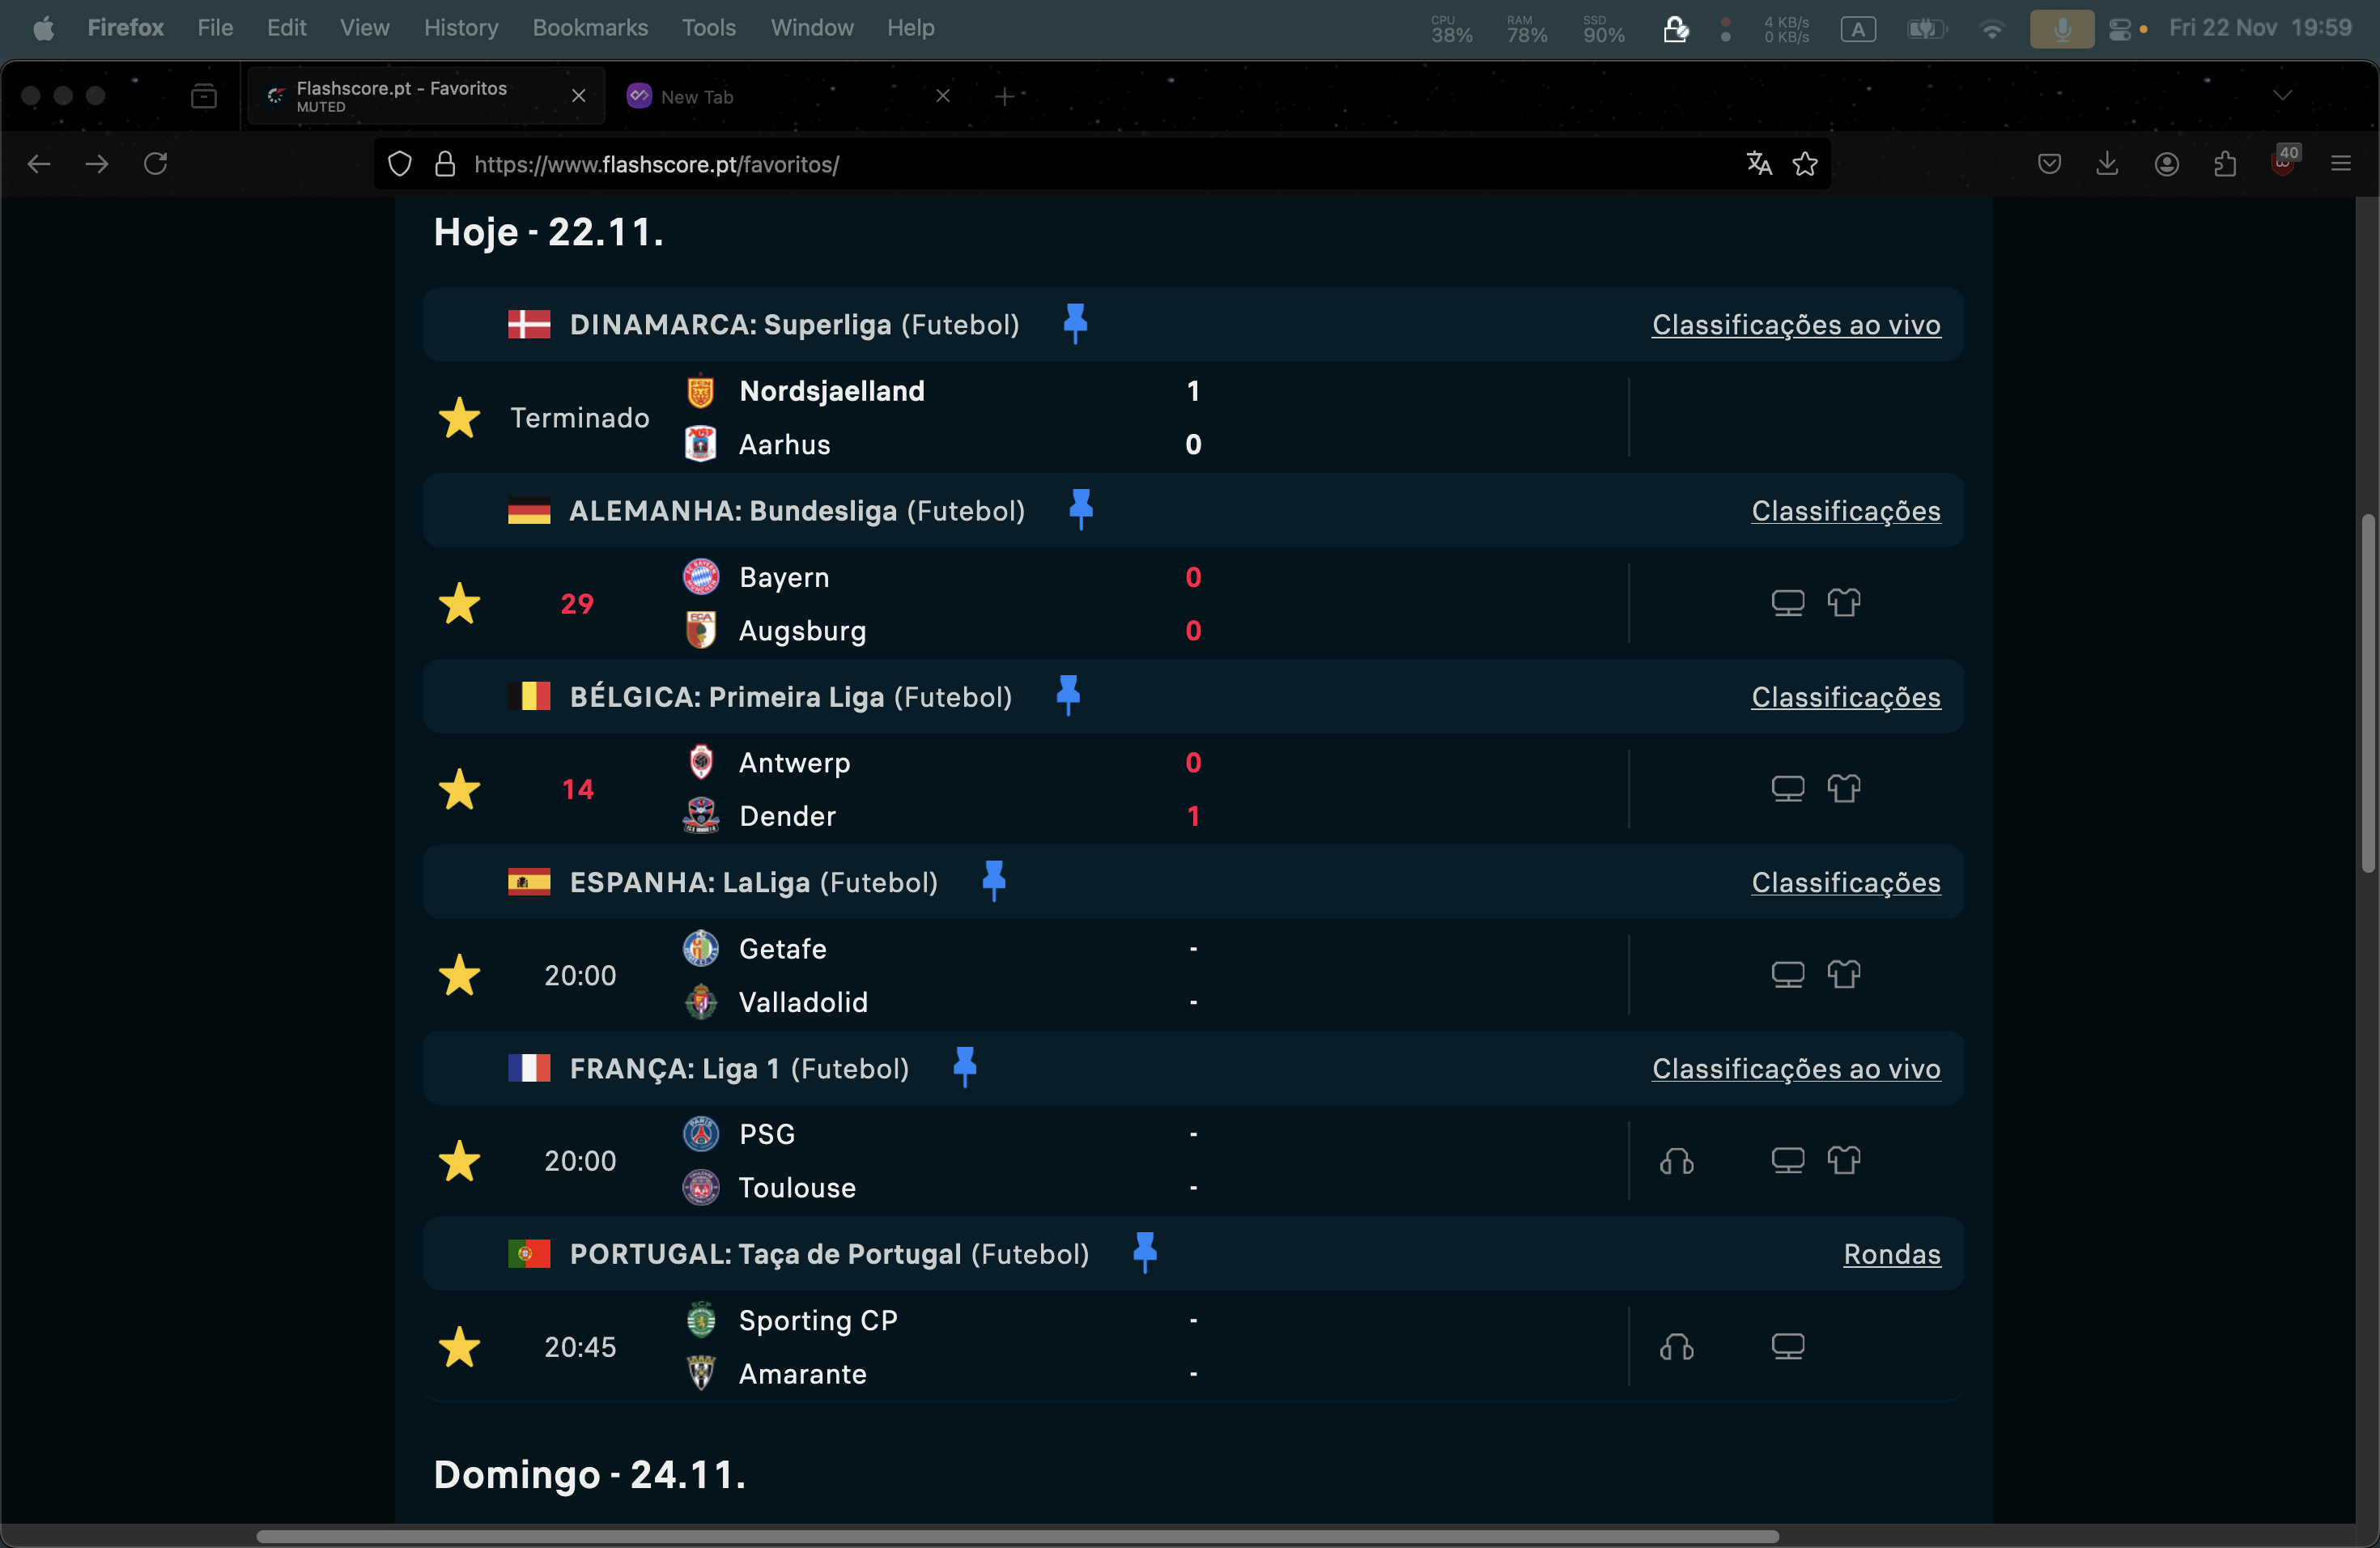 Firefox File Edit View History Bookmarks Tools Window Help CPU 38% RAM 78% SSD 90% 4 KB/s 0 KB/s A Fri 22 Nov 19:59
Flashscore.pt - Favoritos
MUTED
New Tab
https://www.flashscore.pt/favoritos/
40
Hoje - 22.11.
DINAMARCA: Superliga (Futebol) Classificações ao vivo
Terminado
Nordsjaelland 1
Aarhus 0
ALEMANHA: Bundesliga (Futebol) Classificações
29
Bayern 0
Augsburg 0
BÉLGICA: Primeira Liga (Futebol) Classificações
14
Antwerp 0
Dender 1
ESPANHA: LaLiga (Futebol) Classificações
20:00
Getafe -
Valladolid -
FRANÇA: Liga 1 (Futebol) Classificações ao vivo
20:00
PSG -
Toulouse -
PORTUGAL: Taça de Portugal (Futebol) Rondas
20:45
Sporting CP -
Amarante -
Domingo - 24.11.